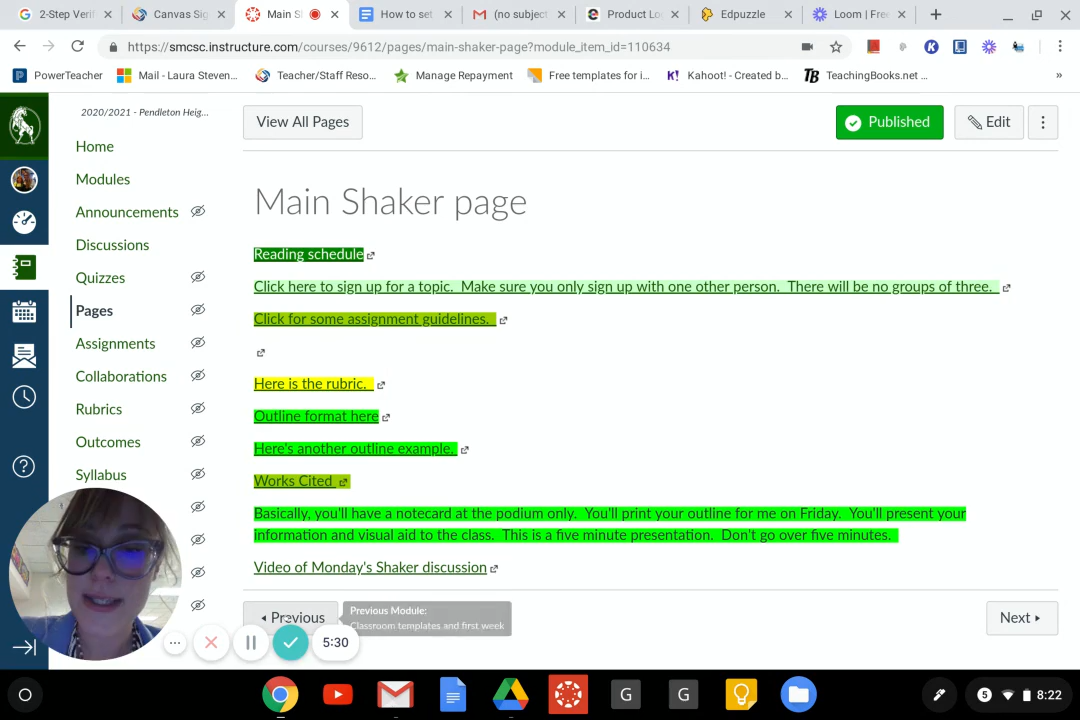 2-Step Verif
Canvas Sig
Main S
How to set
(no subject
Product Lo
Edpuzzle
Loom | Free
https://smcsc.instructure.com/courses/9612/pages/main-shaker-page?module_item_id=110634
PowerTeacher
Mail - Laura Steven...
Teacher/Staff Reso...
Manage Repayment
Free templates for i...
K! Kahoot! - Created b...
TB TeachingBooks.net ...
»
2020/2021 - Pendleton Heig...
View All Pages
Published
Edit
Home
Modules
Announcements
Discussions
Quizzes
Pages
Assignments
Collaborations
Rubrics
Outcomes
Syllabus
Main Shaker page
Reading schedule
Click here to sign up for a topic. Make sure you only sign up with one other person. There will be no groups of three.
Click for some assignment guidelines.
Here is the rubric.
Outline format here
Here's another outline example.
Works Cited
Basically, you'll have a notecard at the podium only. You'll print your outline for me on Friday. You'll present your
information and visual aid to the class. This is a five minute presentation. Don't go over five minutes.
Video of Monday's Shaker discussion
Previous
Previous Module:
Classroom templates and first week
Next
5:30
G
G
5
8:22